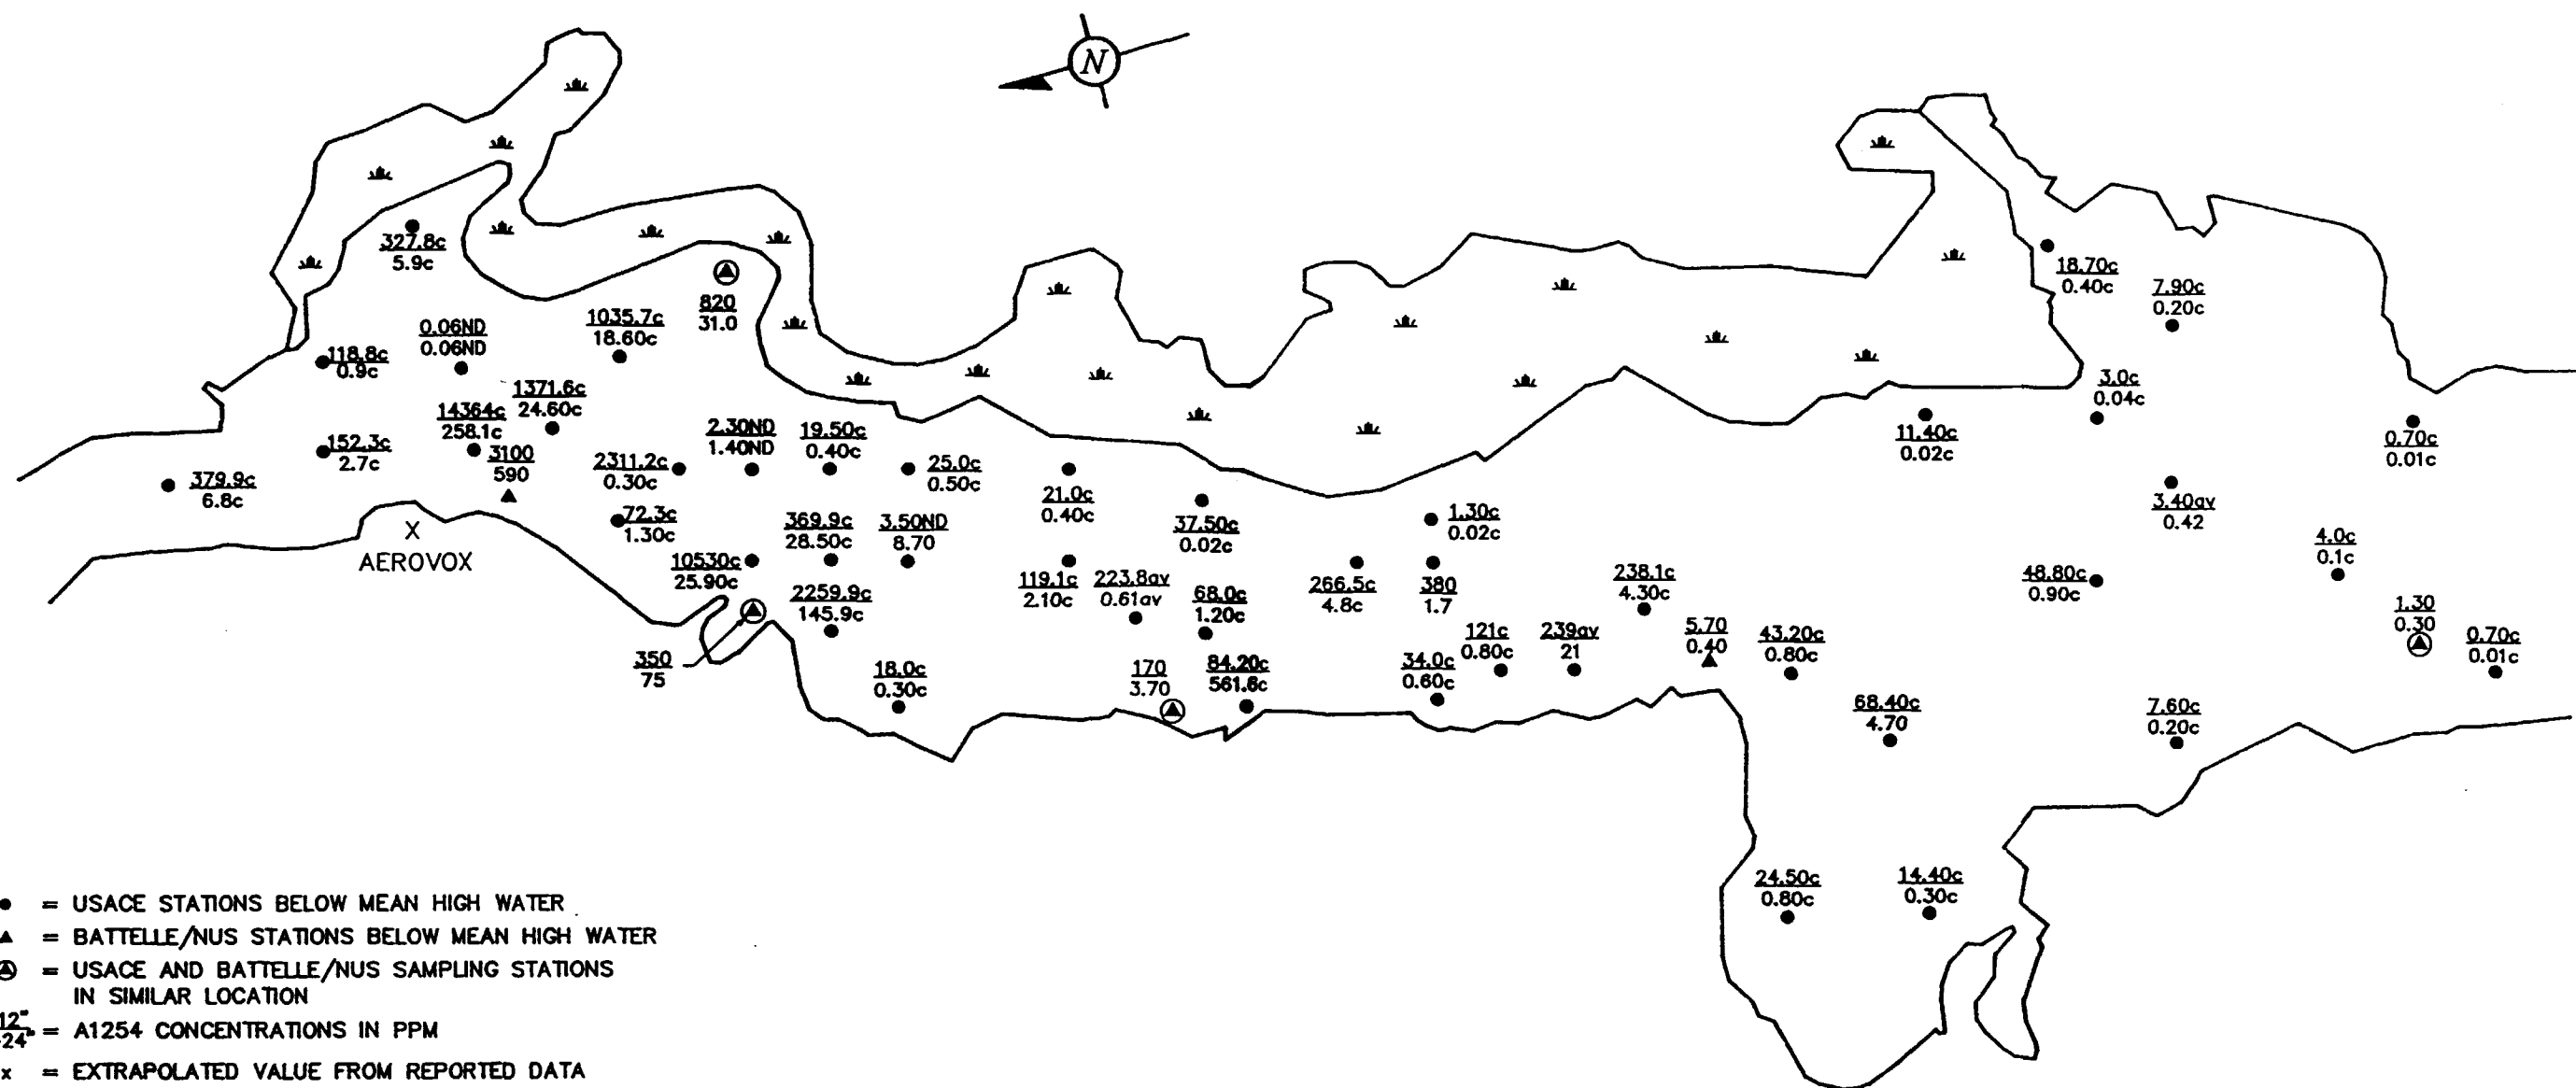 N
327.8c
5.9c
820
31.0
18.70c
0.40c
7.90c
0.20c
0.06ND
0.06ND
1035.7c
18.60c
118.8c
0.9c
1371.6c
24.60c
14364c
258.1c
3.0c
0.04c
11.40c
0.02c
0.70c
0.01c
152.3c
2.7c
3100
590
2311.2c
0.30c
2.30ND
1.40ND
19.50c
0.40c
25.0c
0.50c
379.9c
6.8c
21.0c
0.40c
37.50c
0.02c
1.30c
0.02c
3.40av
0.42
72.3c
1.30c
369.9c
28.50c
3.50ND
8.70
X
AEROVOX
10530c
25.90c
4.0c
0.1c
119.1c
2.10c
223.8av
0.61av
68.0c
1.20c
266.5c
4.8c
380
1.7
238.1c
4.30c
48.80c
0.90c
2259.9c
145.9c
1.30
0.30
121c
0.80c
239av
21
5.70
0.40
43.20c
0.80c
0.70c
0.01c
350
75
18.0c
0.30c
170
3.70
84.20c
561.6c
34.0c
0.60c
68.40c
4.70
7.60c
0.20c
24.50c
0.80c
14.40c
0.30c
= USACE STATIONS BELOW MEAN HIGH WATER
= BATTELLE/NUS STATIONS BELOW MEAN HIGH WATER
= USACE AND BATTELLE/NUS SAMPLING STATIONS
IN SIMILAR LOCATION
12"
-24" = A1254 CONCENTRATIONS IN PPM
x = EXTRAPOLATED VALUE FROM REPORTED DATA